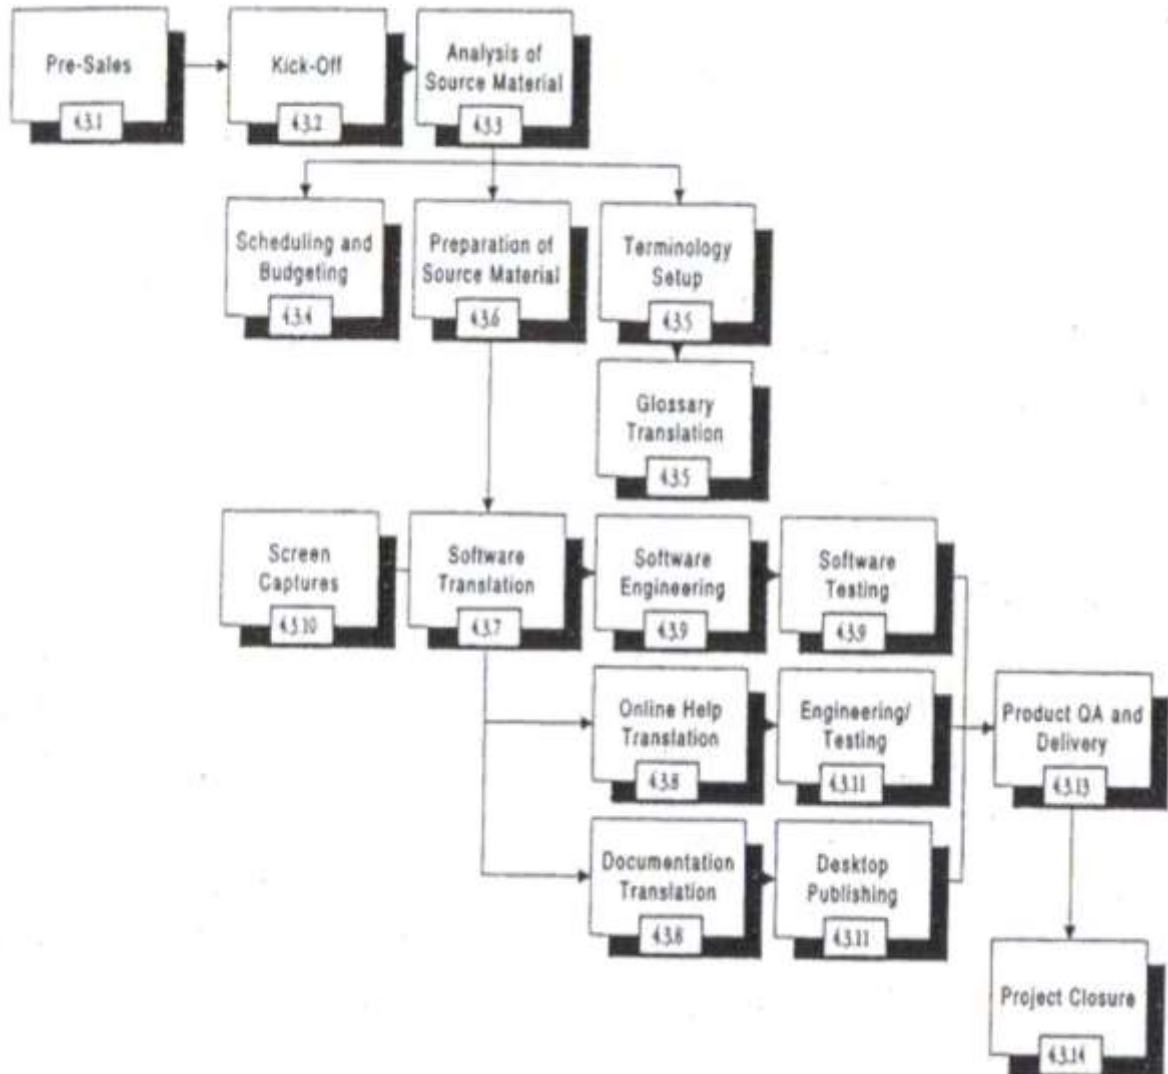 Pre-Sales
4.3.1
Kick-Off
4.3.2
Analysis of
Source Material
4.3.3
Scheduling and
Budgeting
4.3.4
Preparation of
Source Material
4.3.6
Terminology
Setup
4.3.5
Glossary
Translation
4.3.5
Screen
Captures
4.3.10
Software
Translation
4.3.7
Software
Engineering
4.3.9
Software
Testing
4.3.9
Online Help
Translation
4.3.8
Engineering/
Testing
4.3.11
Product QA and
Delivery
4.3.13
Documentation
Translation
4.3.8
Desktop
Publishing
4.3.11
Project Closure
4.3.14